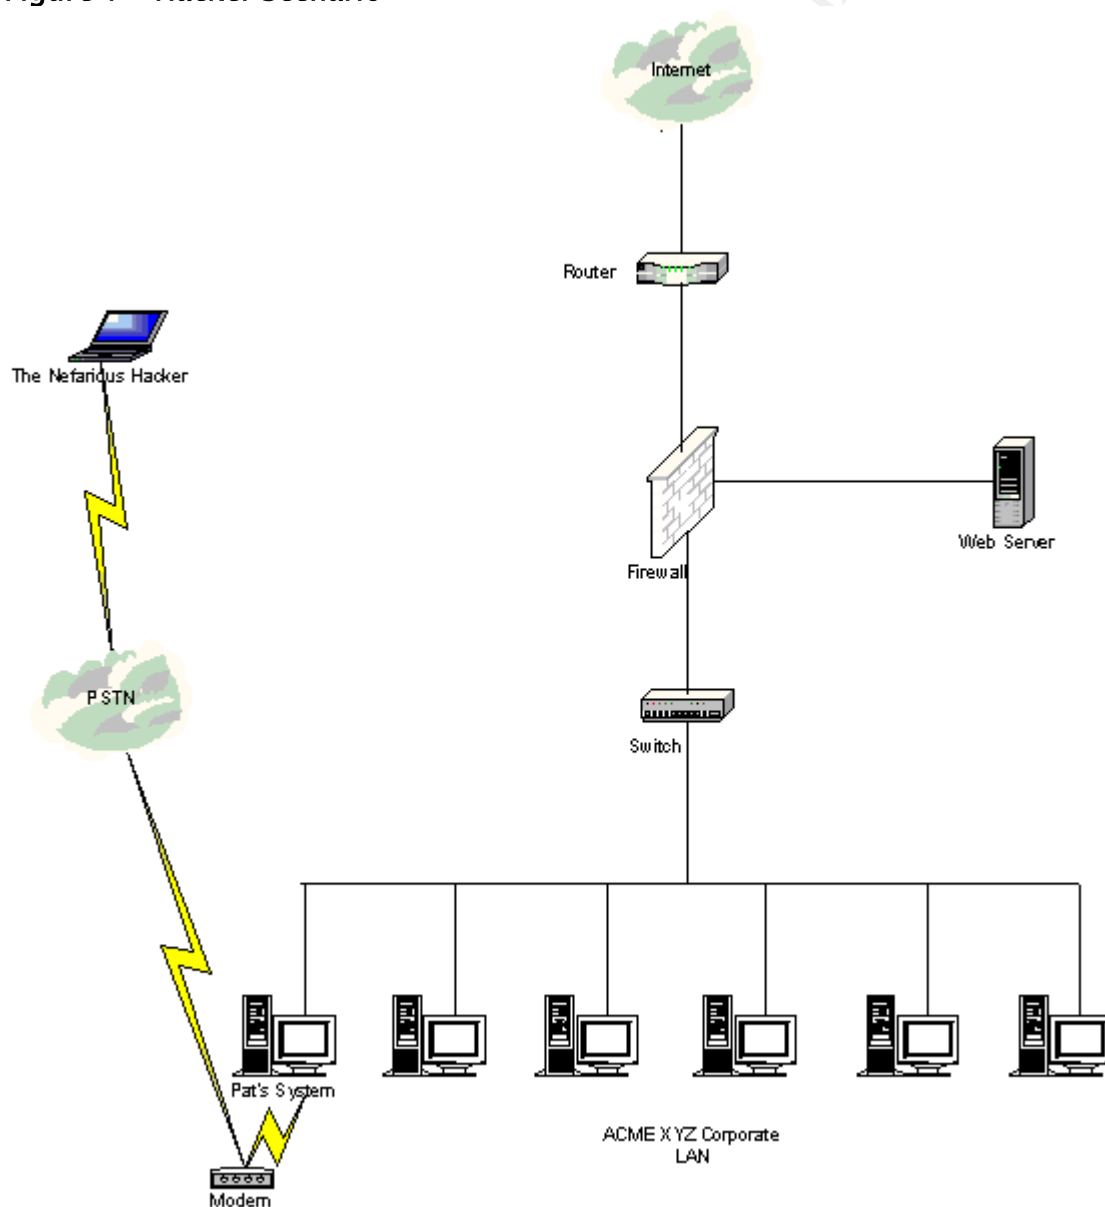 Internet
Router
The Nefarious Hacker
Web Server
Firewall
PSTN
Switch
Pat's System
ACME XYZ Corporate
LAN
Modem